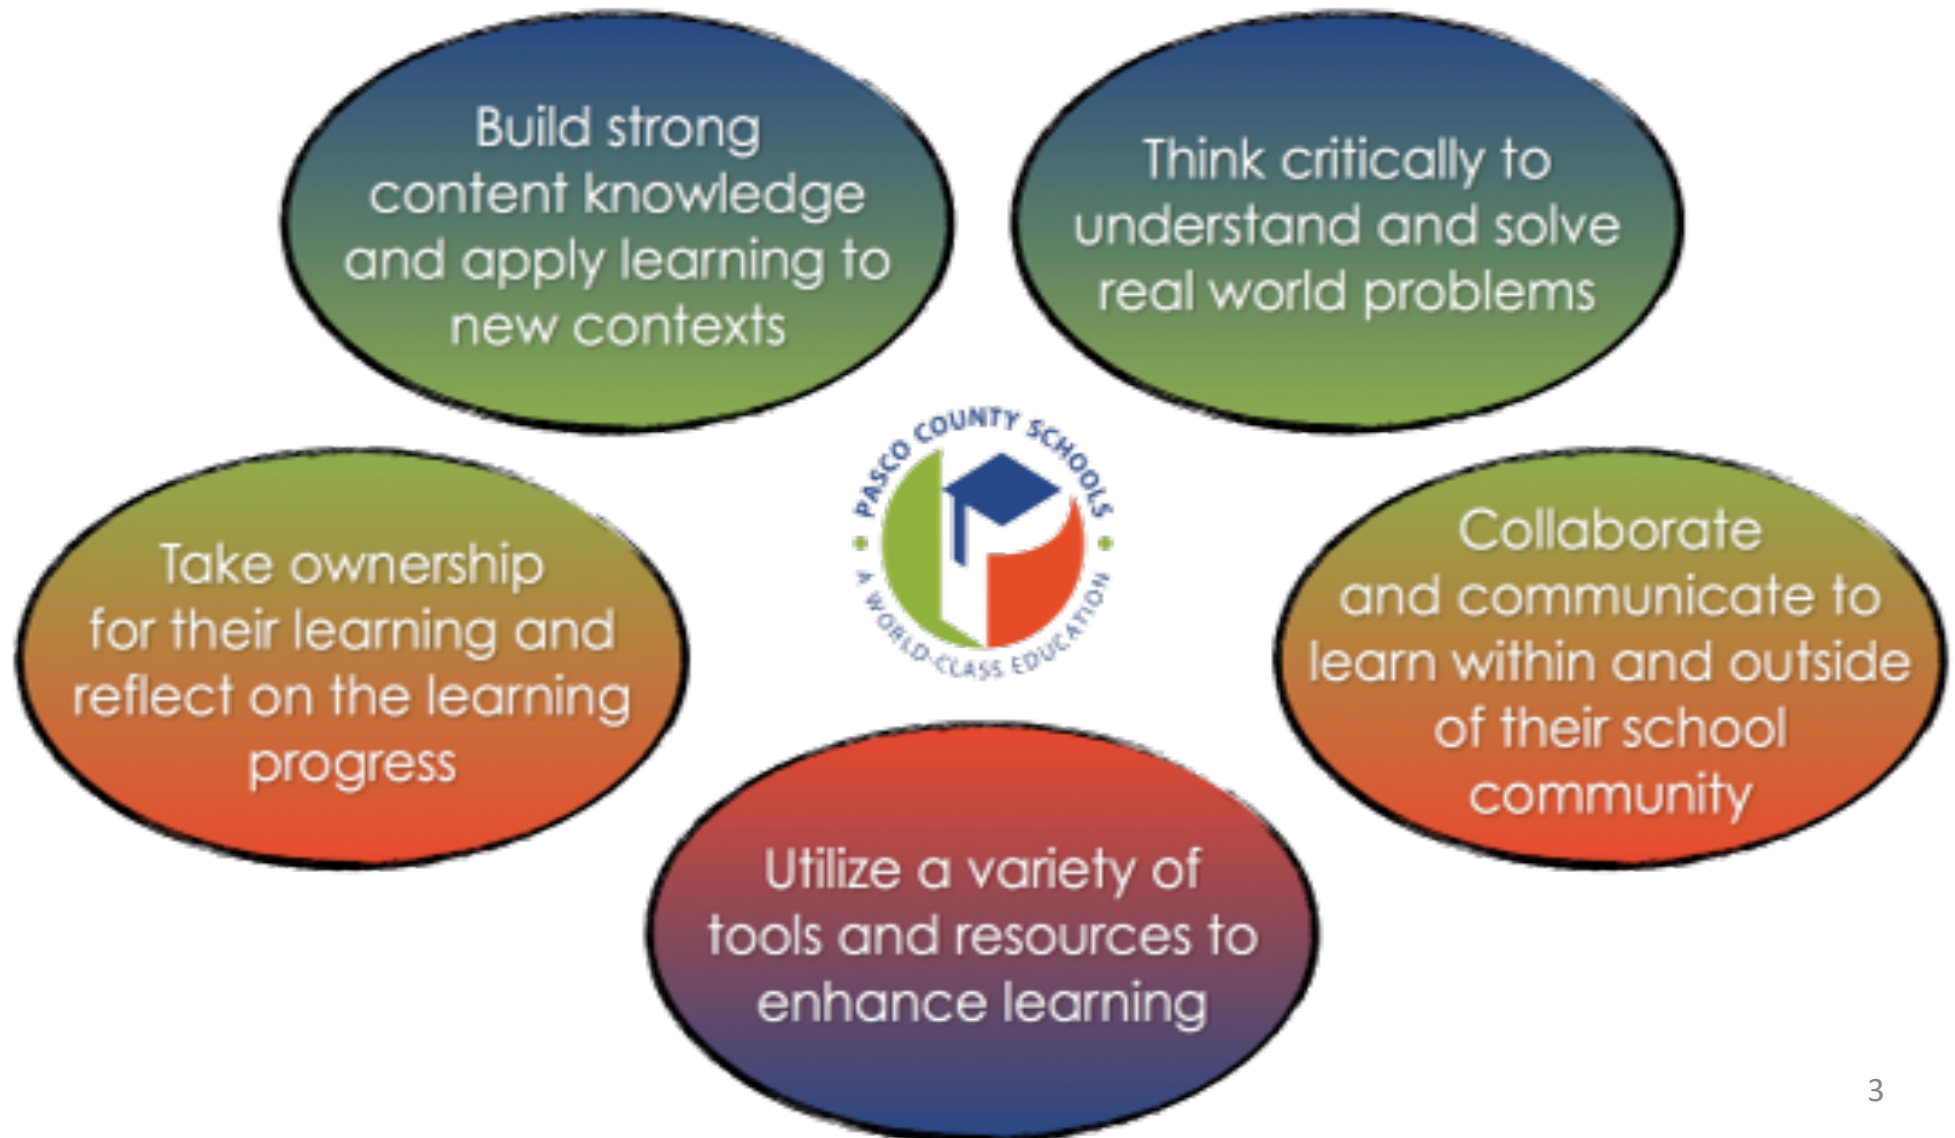 Build strong
content knowledge
and apply learning to
new contexts
Think critically to
understand and solve
real world problems
PASCO COUNTY SCHOOLS
A WORLD-CLASS EDUCATION
Take ownership
for their learning and
reflect on the learning
progress
Collaborate
and communicate to
learn within and outside
of their school
community
Utilize a variety of
tools and resources to
enhance learning
3